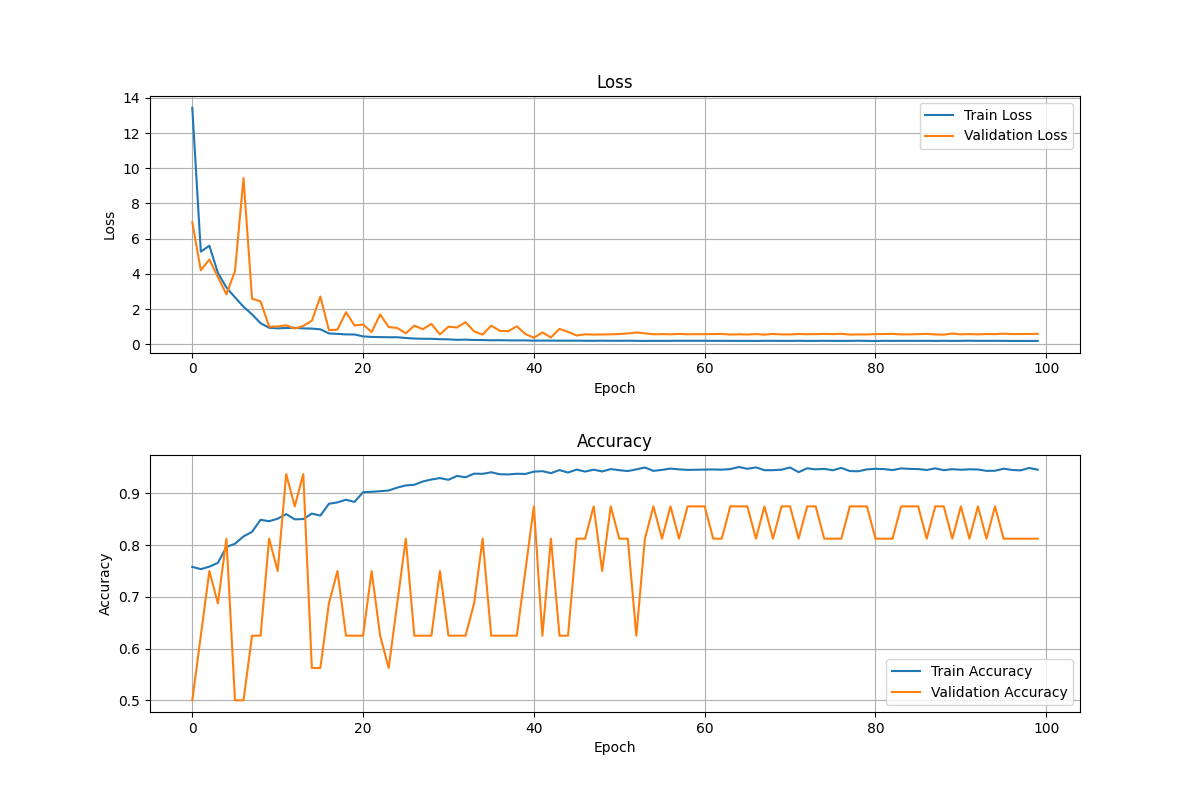 Loss
14
12
10
8
6
4
2
0
Loss
Train Loss
Validation Loss
0 20 40 60 80 100
Epoch
Accuracy
0.9
0.8
0.7
0.6
0.5
Accuracy
Train Accuracy
Validation Accuracy
0 20 40 60 80 100
Epoch